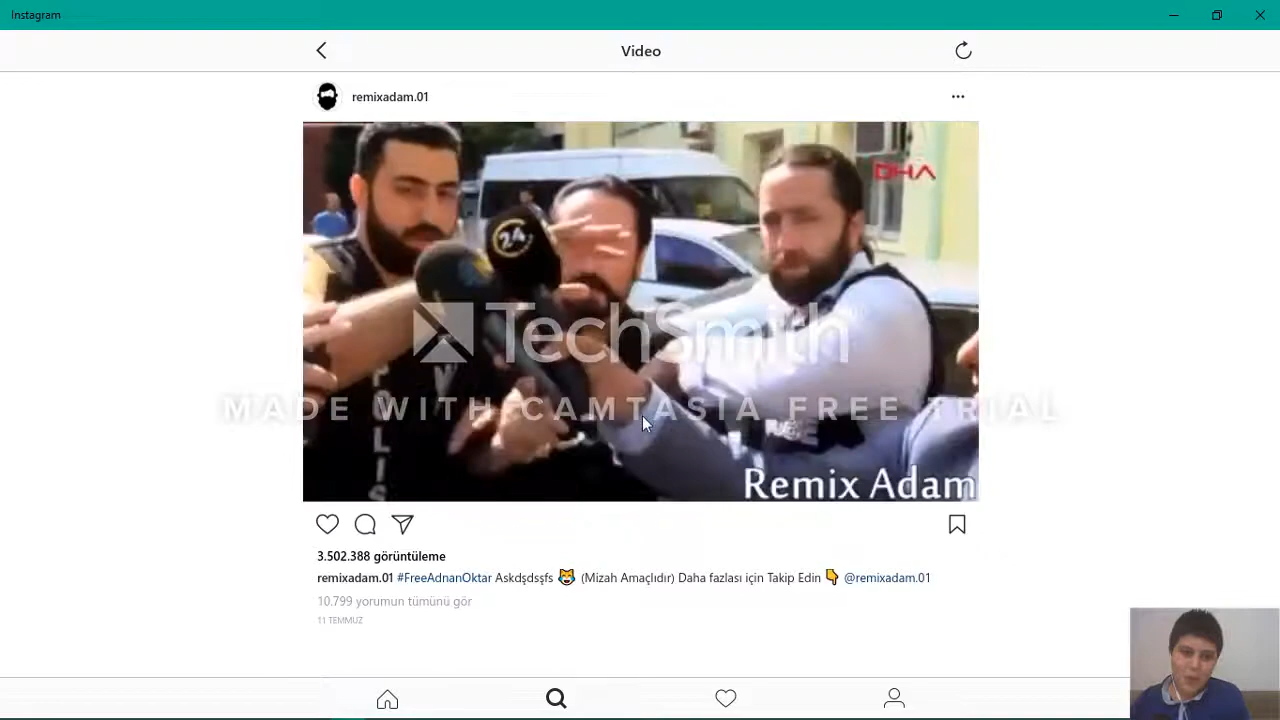 Instagram
Video
remixadam.01
DHA
24
TechSmith
MADE WITH CAMTASIA FREE TRIAL
POLIS
Remix Adam
3.502.388 görüntüleme
remixadam.01 #FreeAdnanOktar Askdşdsşfs 😹 (Mizah Amaçlıdır) Daha fazlası için Takip Edin 👇 @remixadam.01
10.799 yorumun tümünü gör
11 TEMMUZ